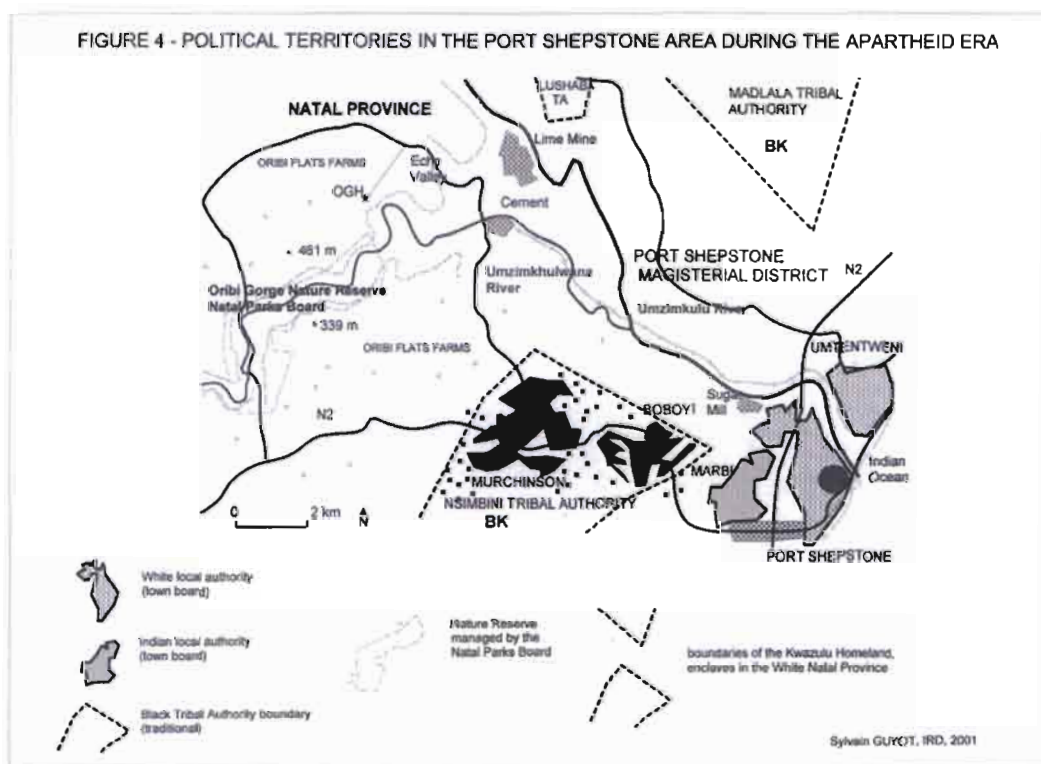 FIGURE 4 - POLITICAL TERRITORIES IN THE PORT SHEPSTONE AREA DURING THE APARTHEID ERA
NATAL PROVINCE
LUSHABA
TA
MADLALA TRIBAL
AUTHORITY
BK
Lime Mine
ORIBI FLATS FARMS
Echo
Valley
OGH
Cement
461 m
PORT SHEPSTONE
MAGISTERIAL DISTRICT
N2
Umzimkhulwana
River
Oribi Gorge Nature Reserve
Natal Parks Board
339 m
Umzimkulu River
ORIBI FLATS FARMS
UMTENTWENI
N2
Sugar
Mill
BOBOYI
MARBI
Indian
Ocean
MURCHINSON
NSIMBINI TRIBAL AUTHORITY
BK
0 2 km N
PORT SHEPSTONE
White local authority
(town board)
Indian local authority
(town board)
Black Tribal Authority boundary
(traditional)
Nature Reserve
managed by the
Natal Parks Board
boundaries of the Kwazulu Homeland,
enclaves in the White Natal Province
Sylvain GUYOT, IRD, 2001